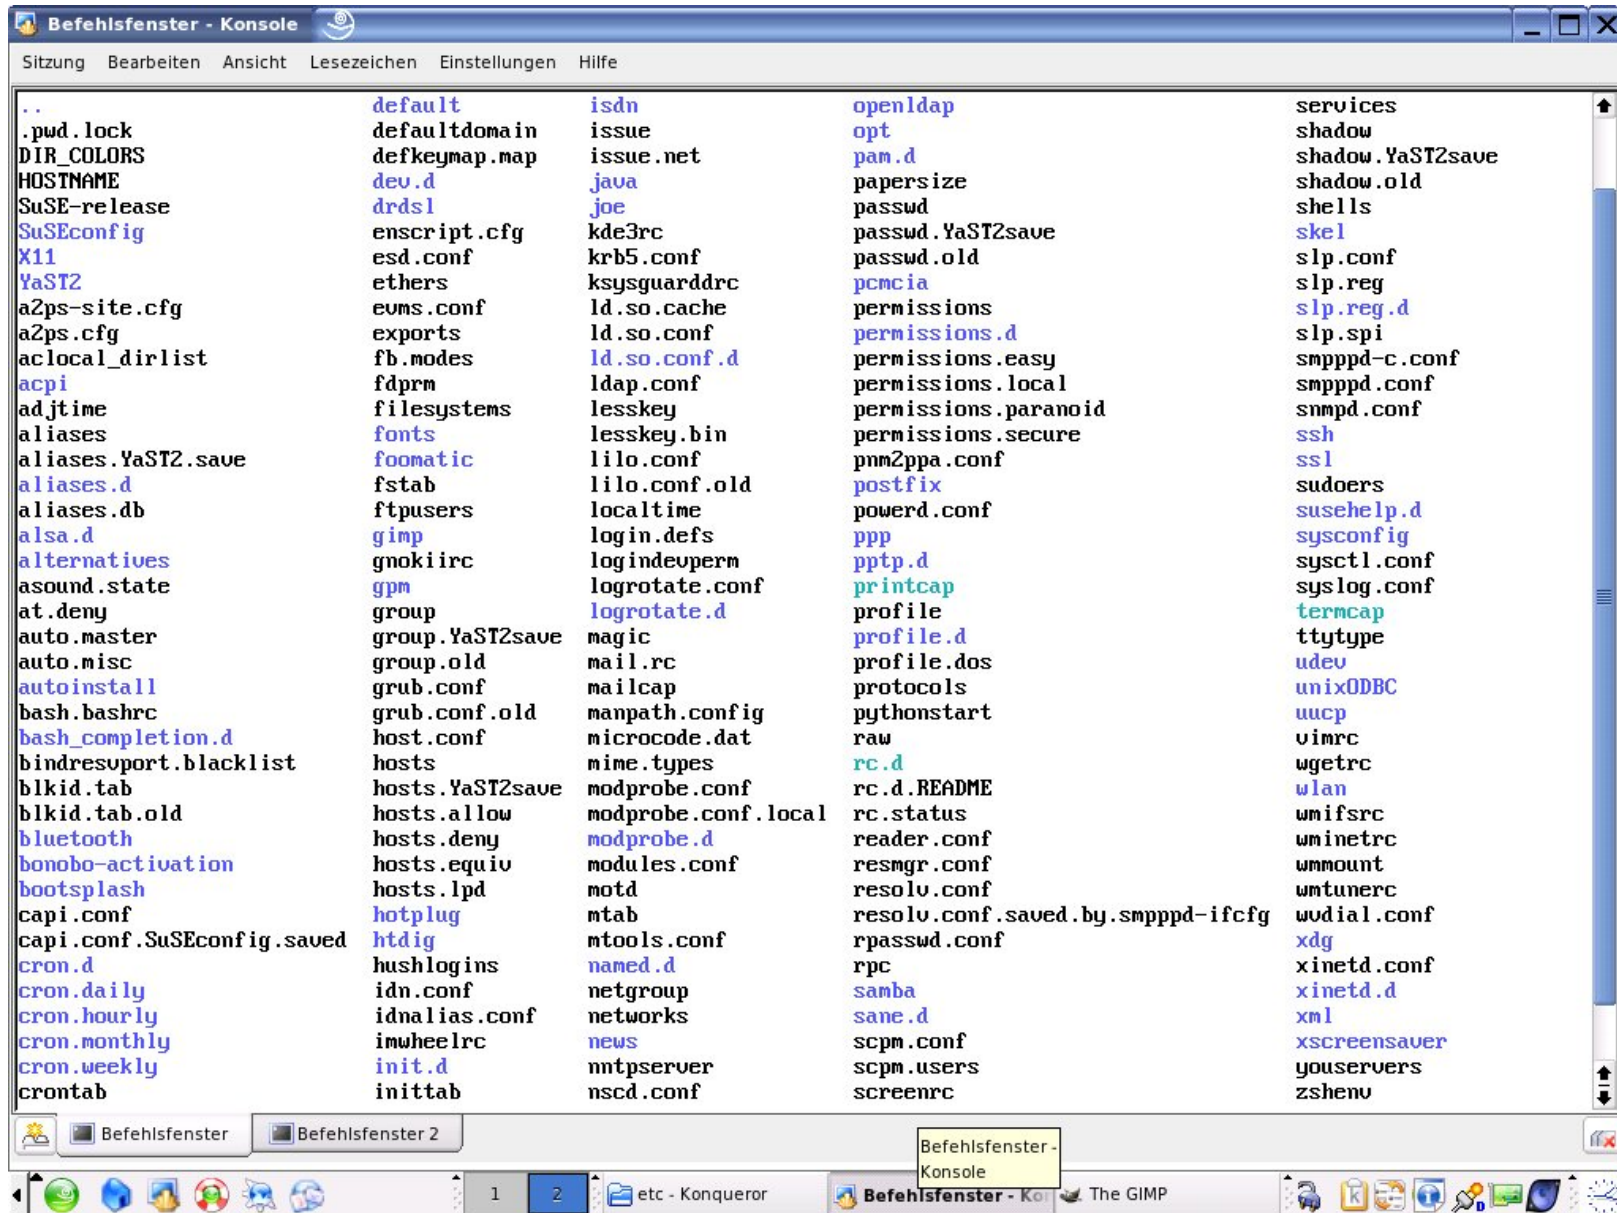 Befehlsfenster - Konsole
Sitzung Bearbeiten Ansicht Lesezeichen Einstellungen Hilfe
.. default isdn openldap services
.pwd.lock defaultdomain issue opt shadow
DIR_COLORS defkeymap.map issue.net pam.d shadow.YaST2save
HOSTNAME dev.d java papersize shadow.old
SuSE-release drdsl joe passwd shells
SuSEconfig enscript.cfg kde3rc passwd.YaST2save skel
X11 esd.conf krb5.conf passwd.old slp.conf
YaST2 ethers ksysguarddrc pcmcia slp.reg
a2ps-site.cfg evms.conf ld.so.cache permissions slp.reg.d
a2ps.cfg exports ld.so.conf permissions.d slp.spi
aclocal_dirlist fb.modes ld.so.conf.d permissions.easy smpppd-c.conf
acpi fdprm ldap.conf permissions.local smpppd.conf
adjtime filesystems lesskey permissions.paranoid snmpd.conf
aliases fonts lesskey.bin permissions.secure ssh
aliases.YaST2.save foomatic lilo.conf pnm2ppa.conf ssl
aliases.d fstab lilo.conf.old postfix sudoers
aliases.db ftpusers localtime powerd.conf susehelp.d
alsa.d gimp login.defs ppp sysconfig
alternatives gnokiirc logindevperm pptp.d sysctl.conf
asound.state gpm logrotate.conf printcap syslog.conf
at.deny group logrotate.d profile termcap
auto.master group.YaST2save magic profile.d ttytype
auto.misc group.old mail.rc profile.dos udev
autoinstall grub.conf mailcap protocols unixODBC
bash.bashrc grub.conf.old manpath.config pythonstart uucp
bash_completion.d host.conf microcode.dat raw vimrc
bindresvport.blacklist hosts mime.types rc.d wgetrc
blkid.tab hosts.YaST2save modprobe.conf rc.d.README wlan
blkid.tab.old hosts.allow modprobe.conf.local rc.status wmifsrc
bluetooth hosts.deny modprobe.d reader.conf wminetrc
bonobo-activation hosts.equiv modules.conf resmgr.conf wmmount
bootsplash hosts.lpd motd resolv.conf wmtunerc
capi.conf hotplug mtab resolv.conf.saved.by.smpppd-ifcfg wvdial.conf
capi.conf.SuSEconfig.saved htdig mtools.conf rpasswd.conf xdg
cron.d hushlogins named.d rpc xinetd.conf
cron.daily idn.conf netgroup samba xinetd.d
cron.hourly idnalias.conf networks sane.d xml
cron.monthly imwheelrc news scpm.conf xscreensaver
cron.weekly init.d nntpserver scpm.users youservers
crontab inittab nscd.conf screenrc zshenv
Befehlsfenster Befehlsfenster 2
Befehlsfenster -
Konsole
1 2 etc - Konqueror Befehlsfenster - Kon The GIMP